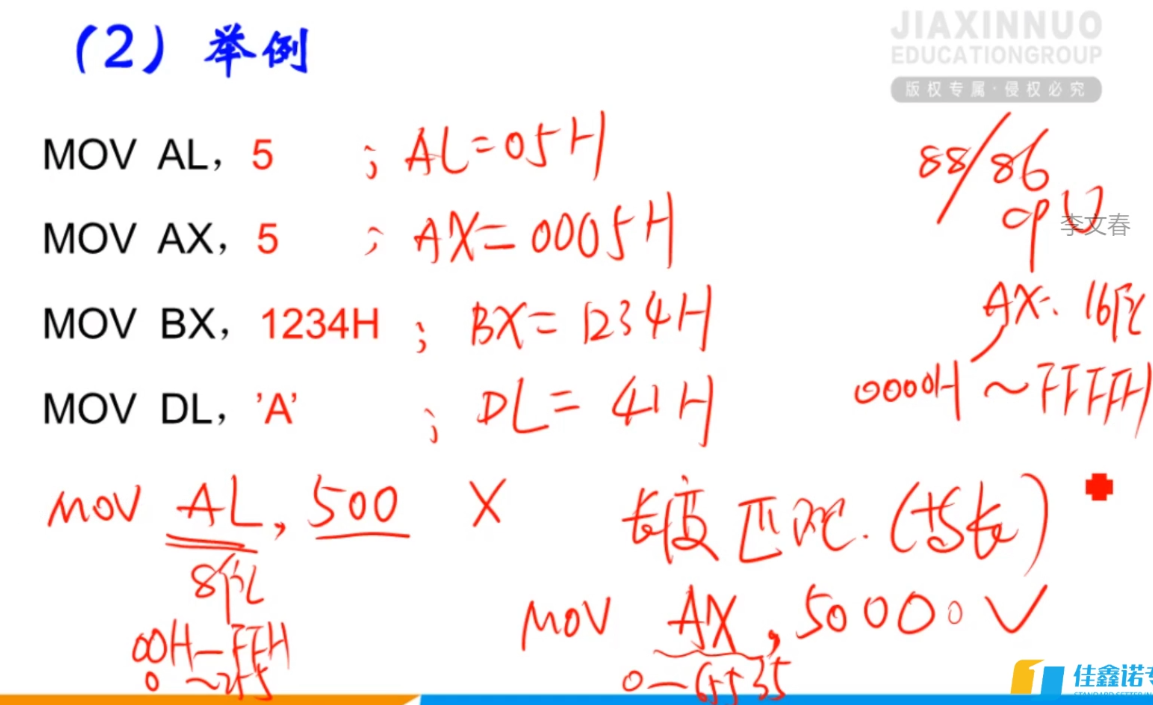 （2）举例
JIAXINNUO
EDUCATIONGROUP
版权专属·侵权必究
MOV AL，5 ；AL=05H
88/86
CPU
李文春
MOV AX，5 ；AX=0005H
MOV BX，1234H ；BX=1234H
AX: 16位
0000H ～FFFFH
MOV DL，'A' ；DL= 41H
MOV AL, 500 X
8位
00H—FFH
0 ～255
长度匹配.(等长)
MOV AX, 50000 √
0—65535
佳鑫诺专